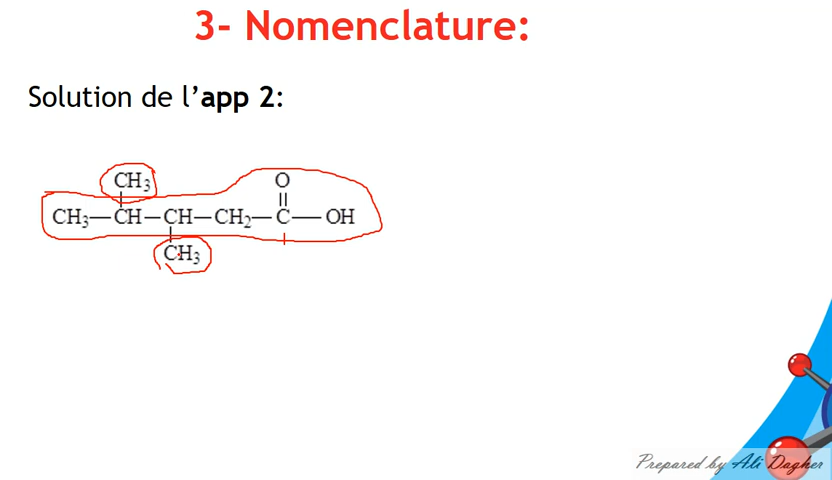 3- Nomenclature:
Solution de l’app 2:
CH3 O
CH3—CH—CH—CH2—C—OH
CH3
Prepared by Ali Dagher